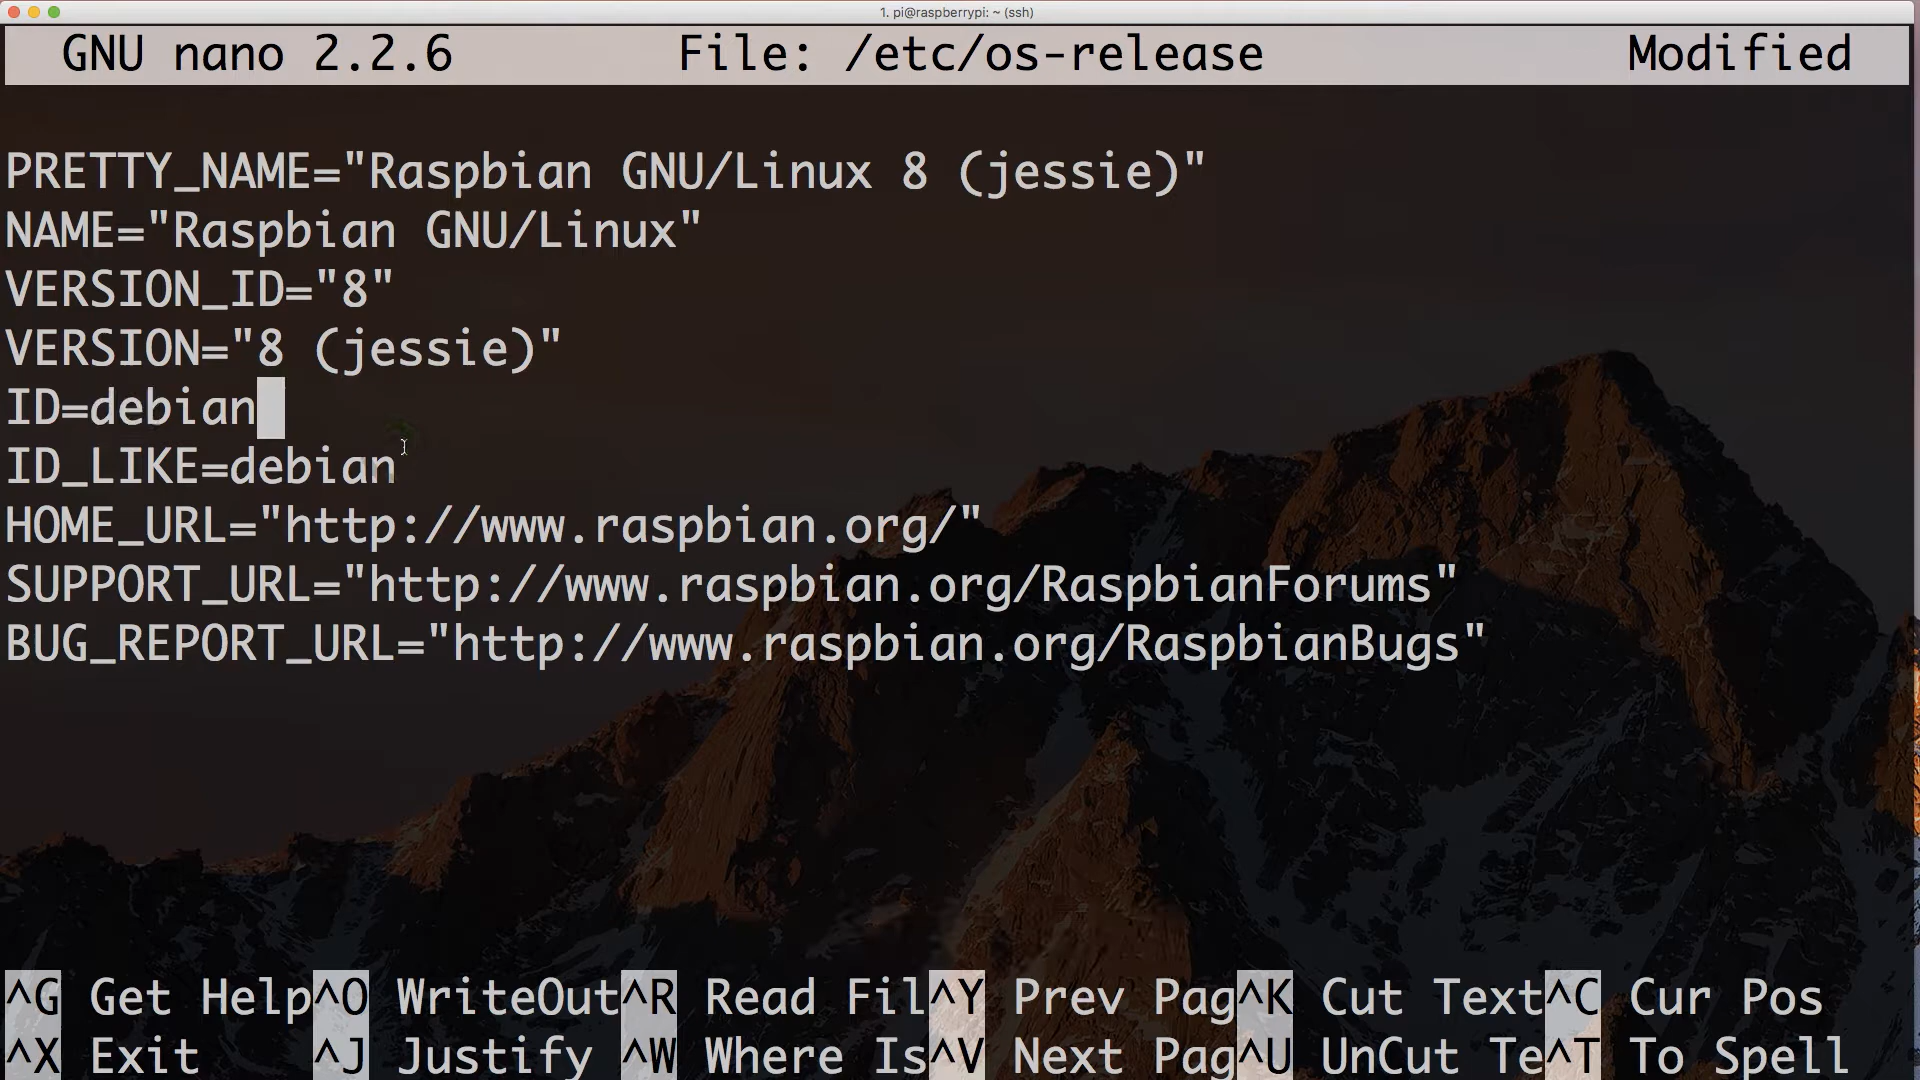 1. pi@raspberrypi: ~ (ssh)
GNU nano 2.2.6 File: /etc/os-release Modified
PRETTY_NAME="Raspbian GNU/Linux 8 (jessie)"
NAME="Raspbian GNU/Linux"
VERSION_ID="8"
VERSION="8 (jessie)"
ID=debian
ID_LIKE=debian
HOME_URL="http://www.raspbian.org/"
SUPPORT_URL="http://www.raspbian.org/RaspbianForums"
BUG_REPORT_URL="http://www.raspbian.org/RaspbianBugs"
^G Get Help^O WriteOut^R Read Fil^Y Prev Pag^K Cut Text^C Cur Pos
^X Exit ^J Justify ^W Where Is^V Next Pag^U UnCut Te^T To Spell